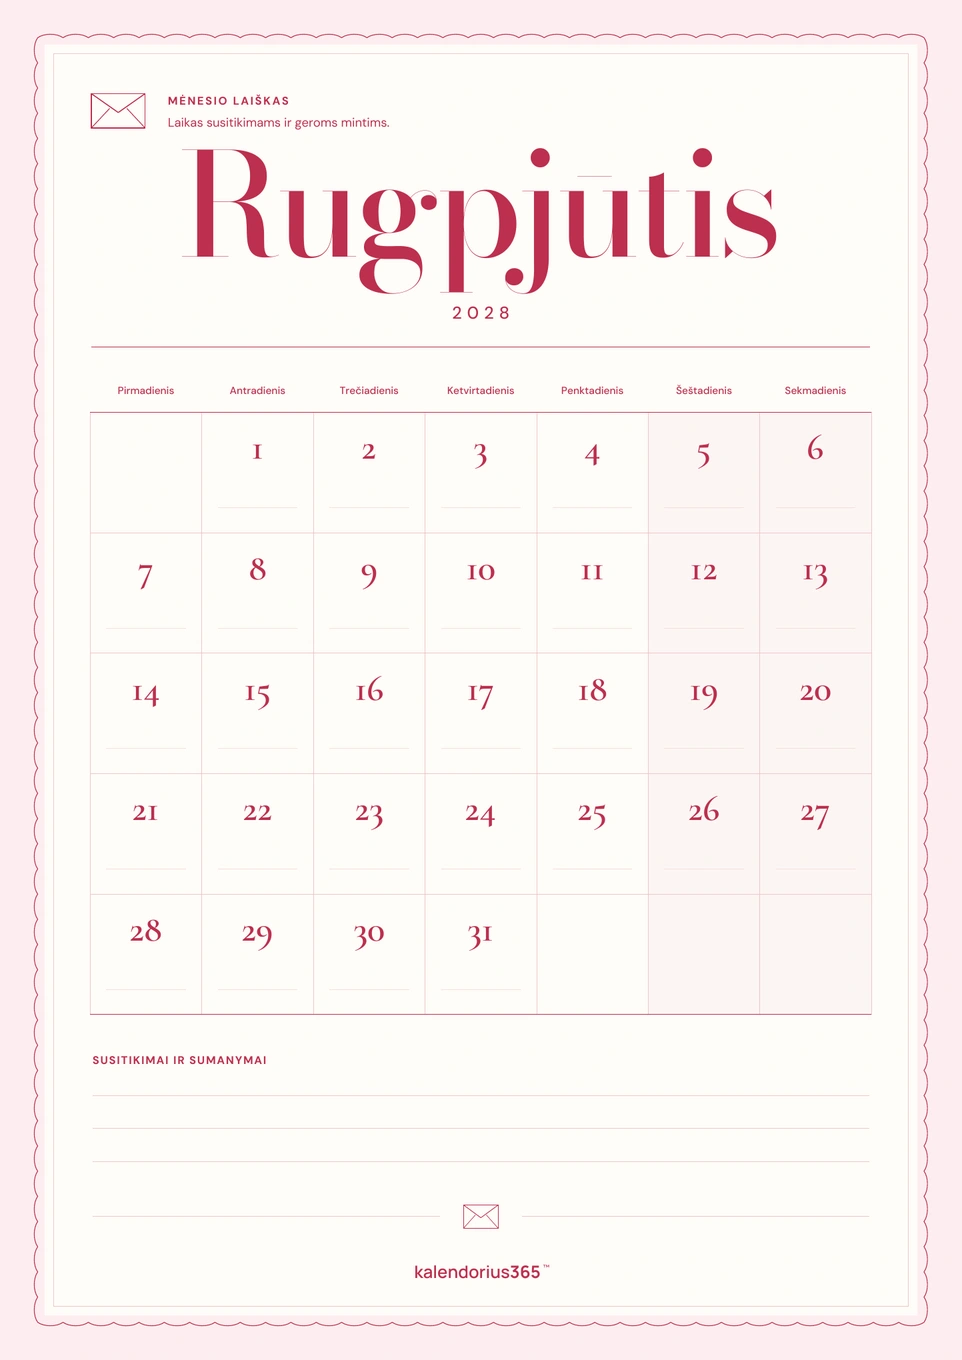 MĖNESIO LAIŠKAS
Laikas susitikimams ir geroms mintims.
Rugpjūtis
2028
Pirmadienis Antradienis Trečiadienis Ketvirtadienis Penktadienis Šeštadienis Sekmadienis
1 2 3 4 5 6
7 8 9 10 11 12 13
14 15 16 17 18 19 20
21 22 23 24 25 26 27
28 29 30 31
SUSITIKIMAI IR SUMANYMAI
kalendorius365™